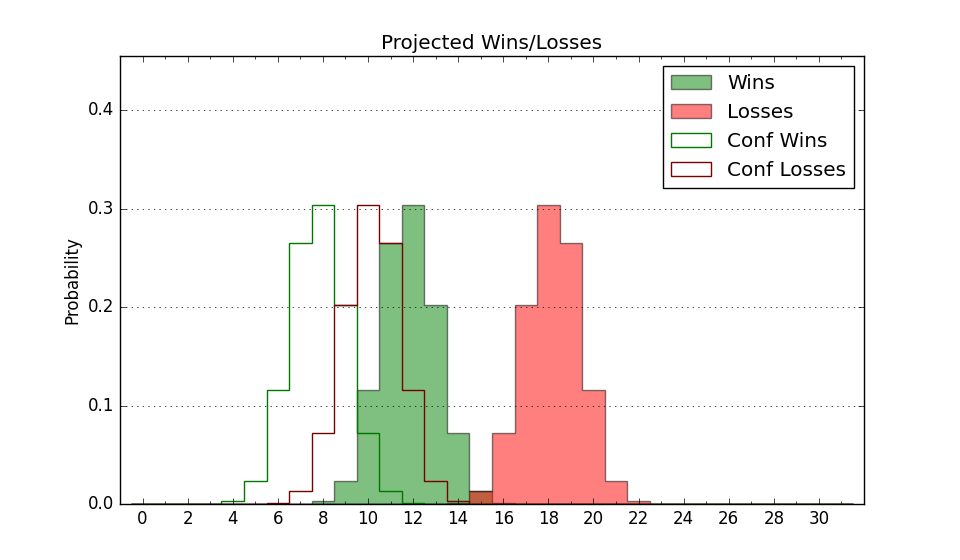 Projected Wins/Losses
Wins
Losses
Conf Wins
Conf Losses
Probability
0.4
0.3
0.2
0.1
0.0
0 2 4 6 8 10 12 14 16 18 20 22 24 26 28 30